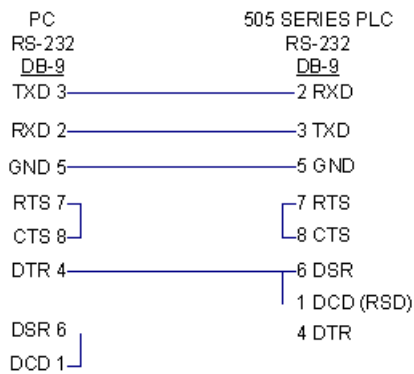 PC 505 SERIES PLC
RS-232 RS-232
DB-9 DB-9
TXD 3 2 RXD
RXD 2 3 TXD
GND 5 5 GND
RTS 7 7 RTS
CTS 8 8 CTS
DTR 4 6 DSR
1 DCD (RSD)
DSR 6 4 DTR
DCD 1